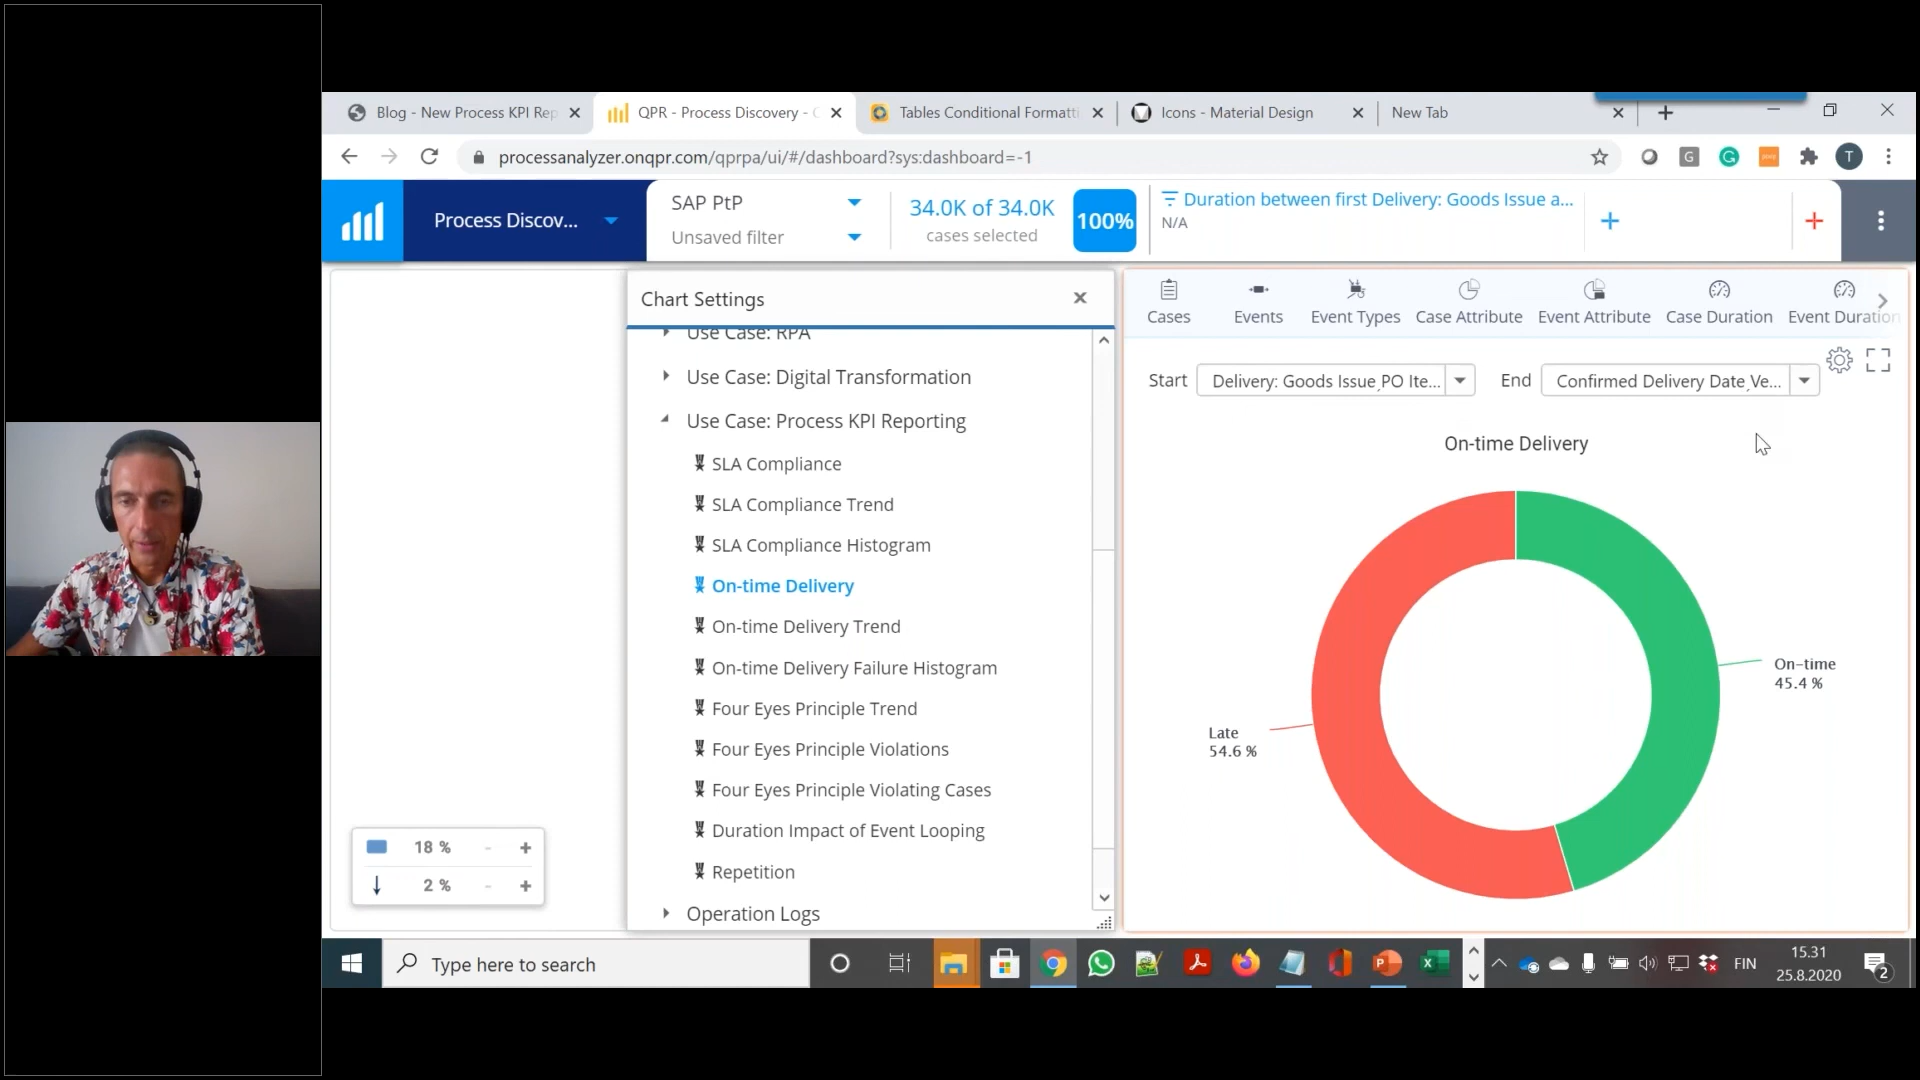 Blog - New Process KPI Rep
QPR - Process Discovery - C
Tables Conditional Formatti
Icons - Material Design
New Tab
processanalyzer.onqpr.com/qprpa/ui/#/dashboard?sys:dashboard=-1
G
G
T
Process Discov...
SAP PtP
Unsaved filter
34.0K of 34.0K
cases selected
100%
Duration between first Delivery: Goods Issue a...
N/A
Chart Settings
Use Case: RPA
Use Case: Digital Transformation
Use Case: Process KPI Reporting
SLA Compliance
SLA Compliance Trend
SLA Compliance Histogram
On-time Delivery
On-time Delivery Trend
On-time Delivery Failure Histogram
Four Eyes Principle Trend
Four Eyes Principle Violations
Four Eyes Principle Violating Cases
Duration Impact of Event Looping
Repetition
Operation Logs
18 % - +
2 % - +
Cases
Events
Event Types
Case Attribute
Event Attribute
Case Duration
Event Duration
Start
Delivery: Goods Issue,PO Ite...
End
Confirmed Delivery Date,Ve...
On-time Delivery
On-time
45.4 %
Late
54.6 %
Type here to search
FIN
15.31
25.8.2020
2